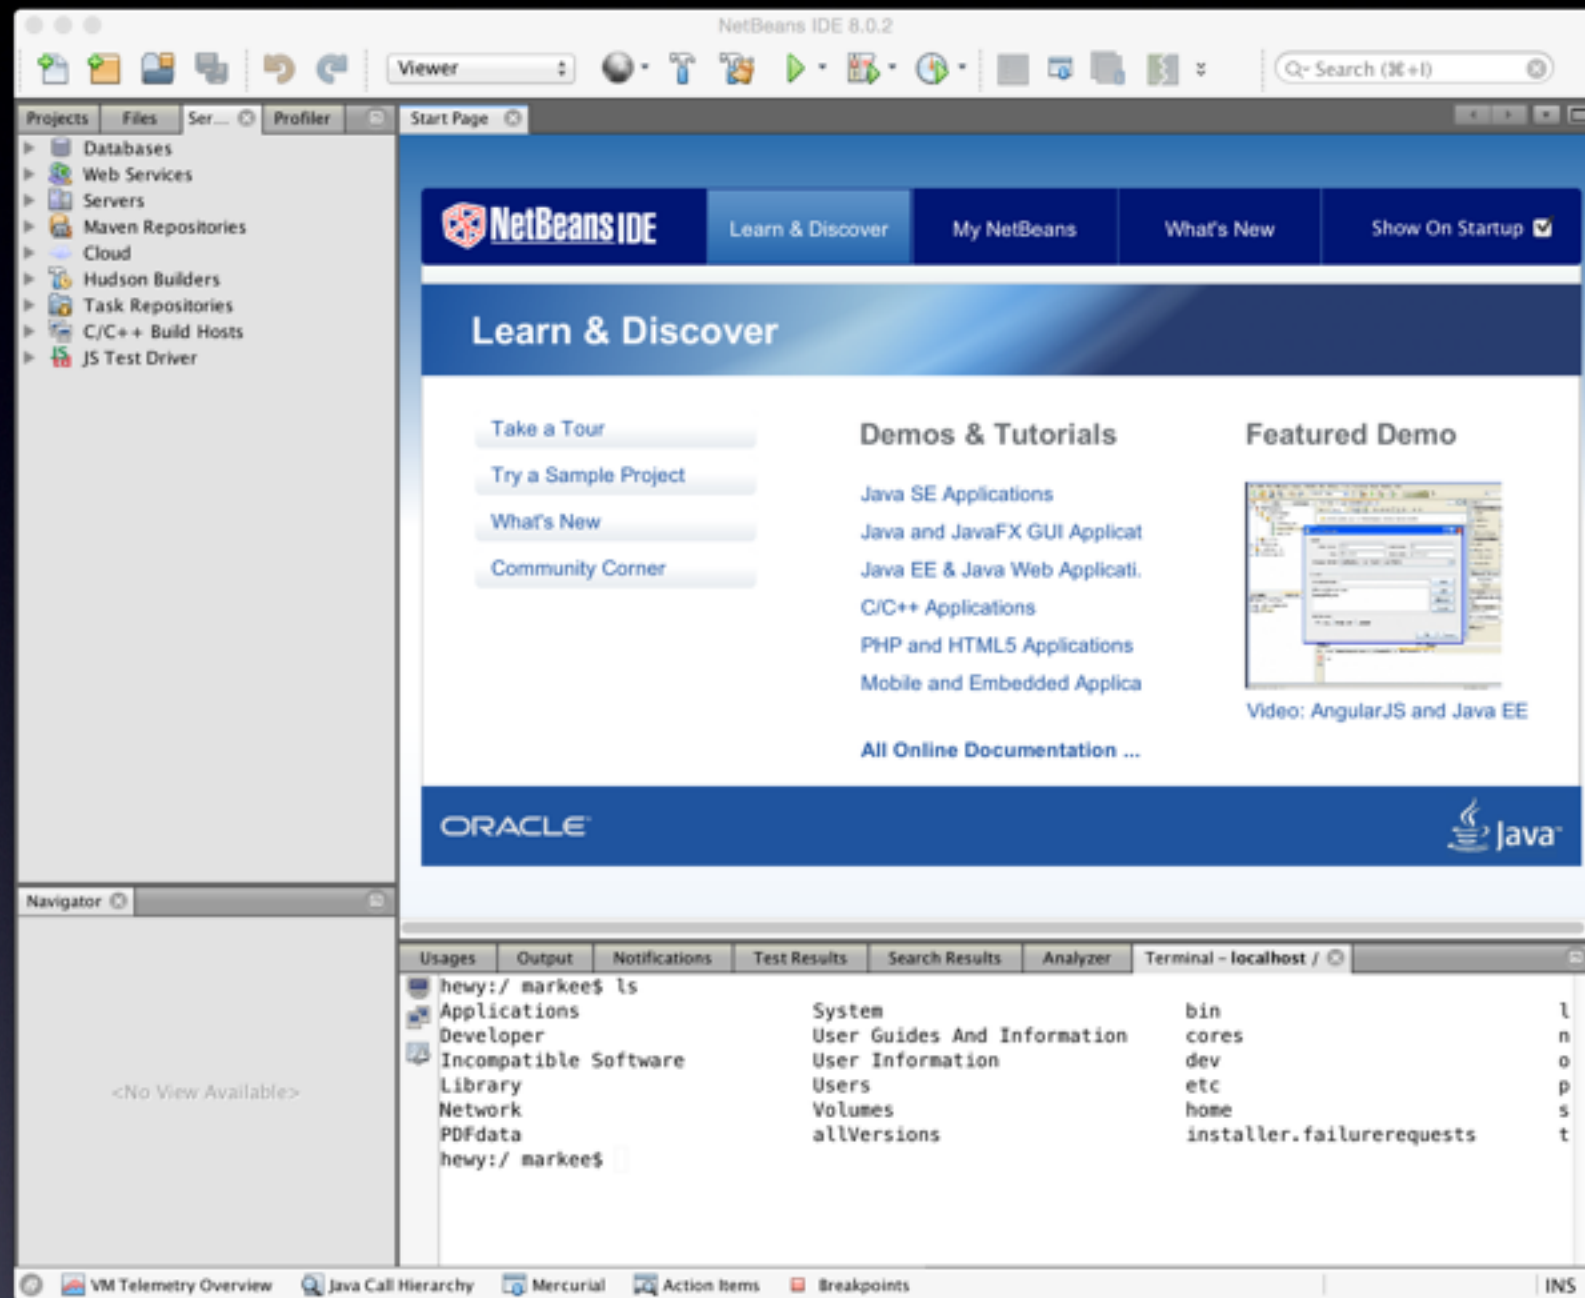 NetBeans IDE 8.0.2
Viewer
Search (⌘+I)
Projects Files Ser... Profiler
Databases
Web Services
Servers
Maven Repositories
Cloud
Hudson Builders
Task Repositories
C/C++ Build Hosts
JS Test Driver
Start Page
NetBeans IDE
Learn & Discover
My NetBeans
What's New
Show On Startup
Learn & Discover
Take a Tour
Try a Sample Project
What's New
Community Corner
Demos & Tutorials
Java SE Applications
Java and JavaFX GUI Applicat
Java EE & Java Web Applicati.
C/C++ Applications
PHP and HTML5 Applications
Mobile and Embedded Applica
All Online Documentation ...
Featured Demo
Video: AngularJS and Java EE
ORACLE
Java
Navigator
<No View Available>
Usages Output Notifications Test Results Search Results Analyzer Terminal - localhost /
hewy:/ markee$ ls
Applications System bin l
Developer User Guides And Information cores n
Incompatible Software User Information dev o
Library Users etc p
Network Volumes home s
PDFdata allVersions installer.failurerequests t
hewy:/ markee$
VM Telemetry Overview Java Call Hierarchy Mercurial Action Items Breakpoints INS